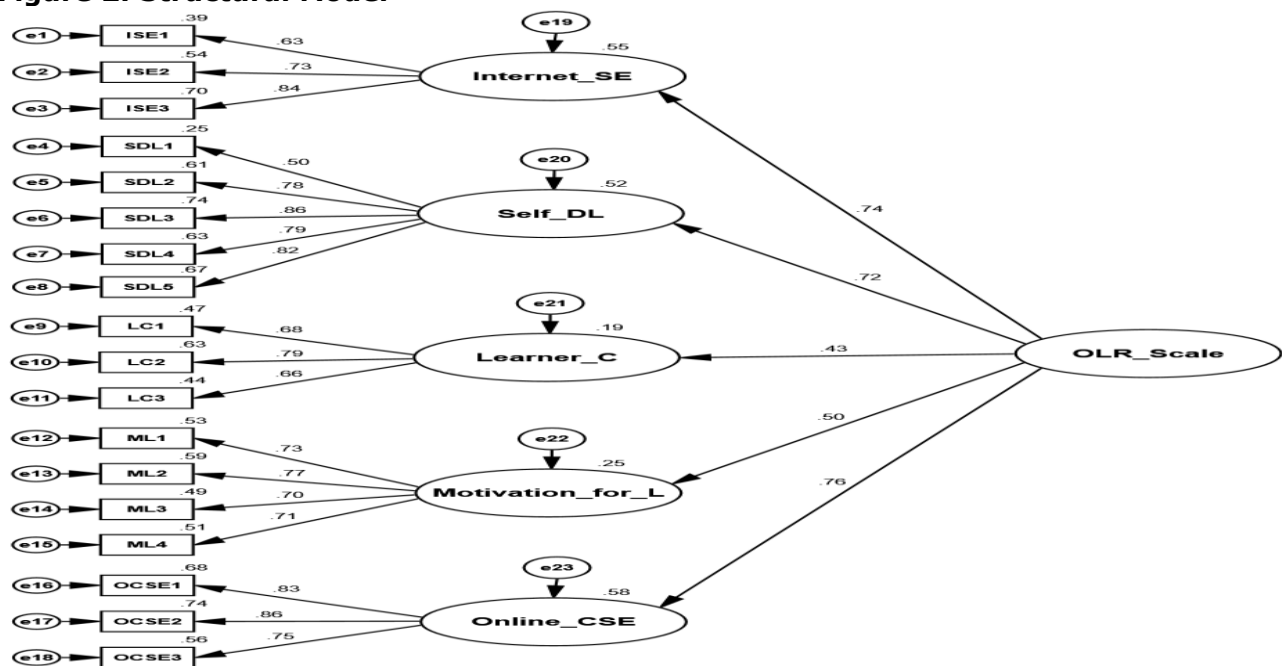 Figure 2. Structural Model
e1 ISE1 .39 .63
e2 ISE2 .54 .73
e3 ISE3 .70 .84
e19 .55 Internet_SE .74
e4 SDL1 .25 .50
e5 SDL2 .61 .78
e6 SDL3 .74 .86
e7 SDL4 .63 .79
e8 SDL5 .67 .82
e20 .52 Self_DL .72
e9 LC1 .47 .68
e10 LC2 .63 .79
e11 LC3 .44 .66
e21 .19 Learner_C .43
OLR_Scale
e12 ML1 .53 .73
e13 ML2 .59 .77
e14 ML3 .49 .70
e15 ML4 .51 .71
e22 .25 Motivation_for_L .50
e16 OCSE1 .68 .83
e17 OCSE2 .74 .86
e18 OCSE3 .56 .75
e23 .58 Online_CSE .76